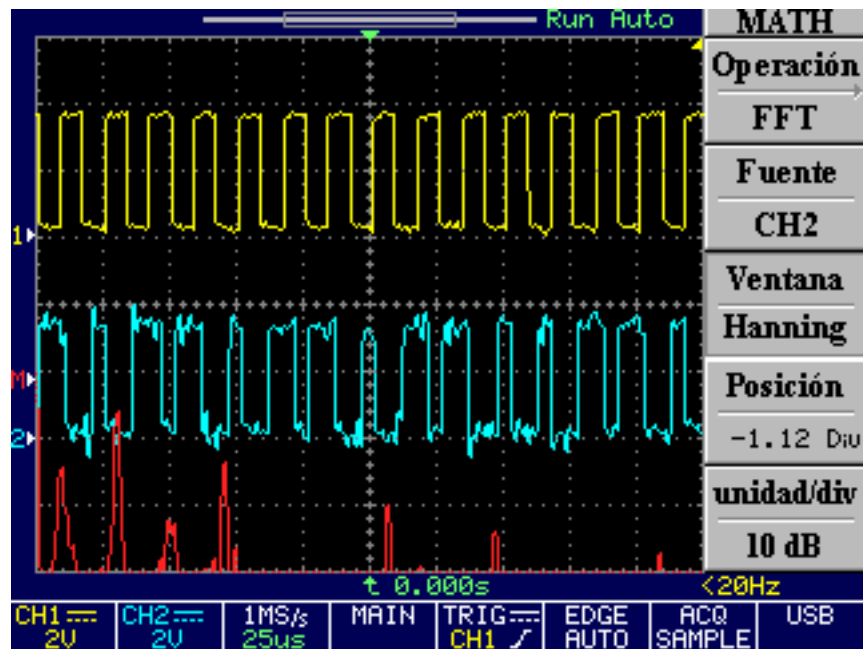 Run Auto
MATH
Operación
FFT
Fuente
CH2
Ventana
Hanning
Posición
-1.12 Div
unidad/div
10 dB
1
M
2
0.000s
<20Hz
CH1 CH2 1MS/s MAIN TRIG EDGE ACQ USB
2V 2V 25us CH1 AUTO SAMPLE